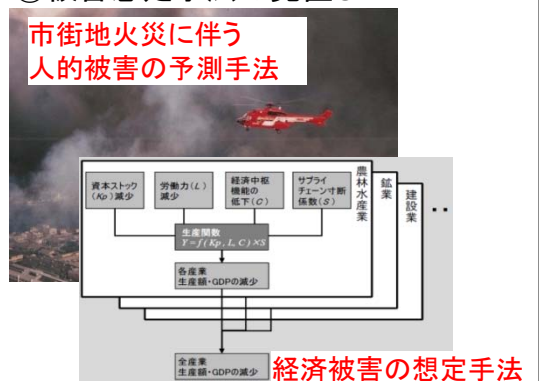 市街地火災に伴う
人的被害の予測手法
資本ストック
(Kp)減少
労働力(L)
減少
経済中枢
機能の
低下(C)
サプライ
チェーン寸断
係数(S)
農林水産業
鉱業
建設業
・・
生産関数
Y=f(Kp, L, C)×S
各産業
生産額・GDPの減少
全産業
生産額・GDPの減少
経済被害の想定手法